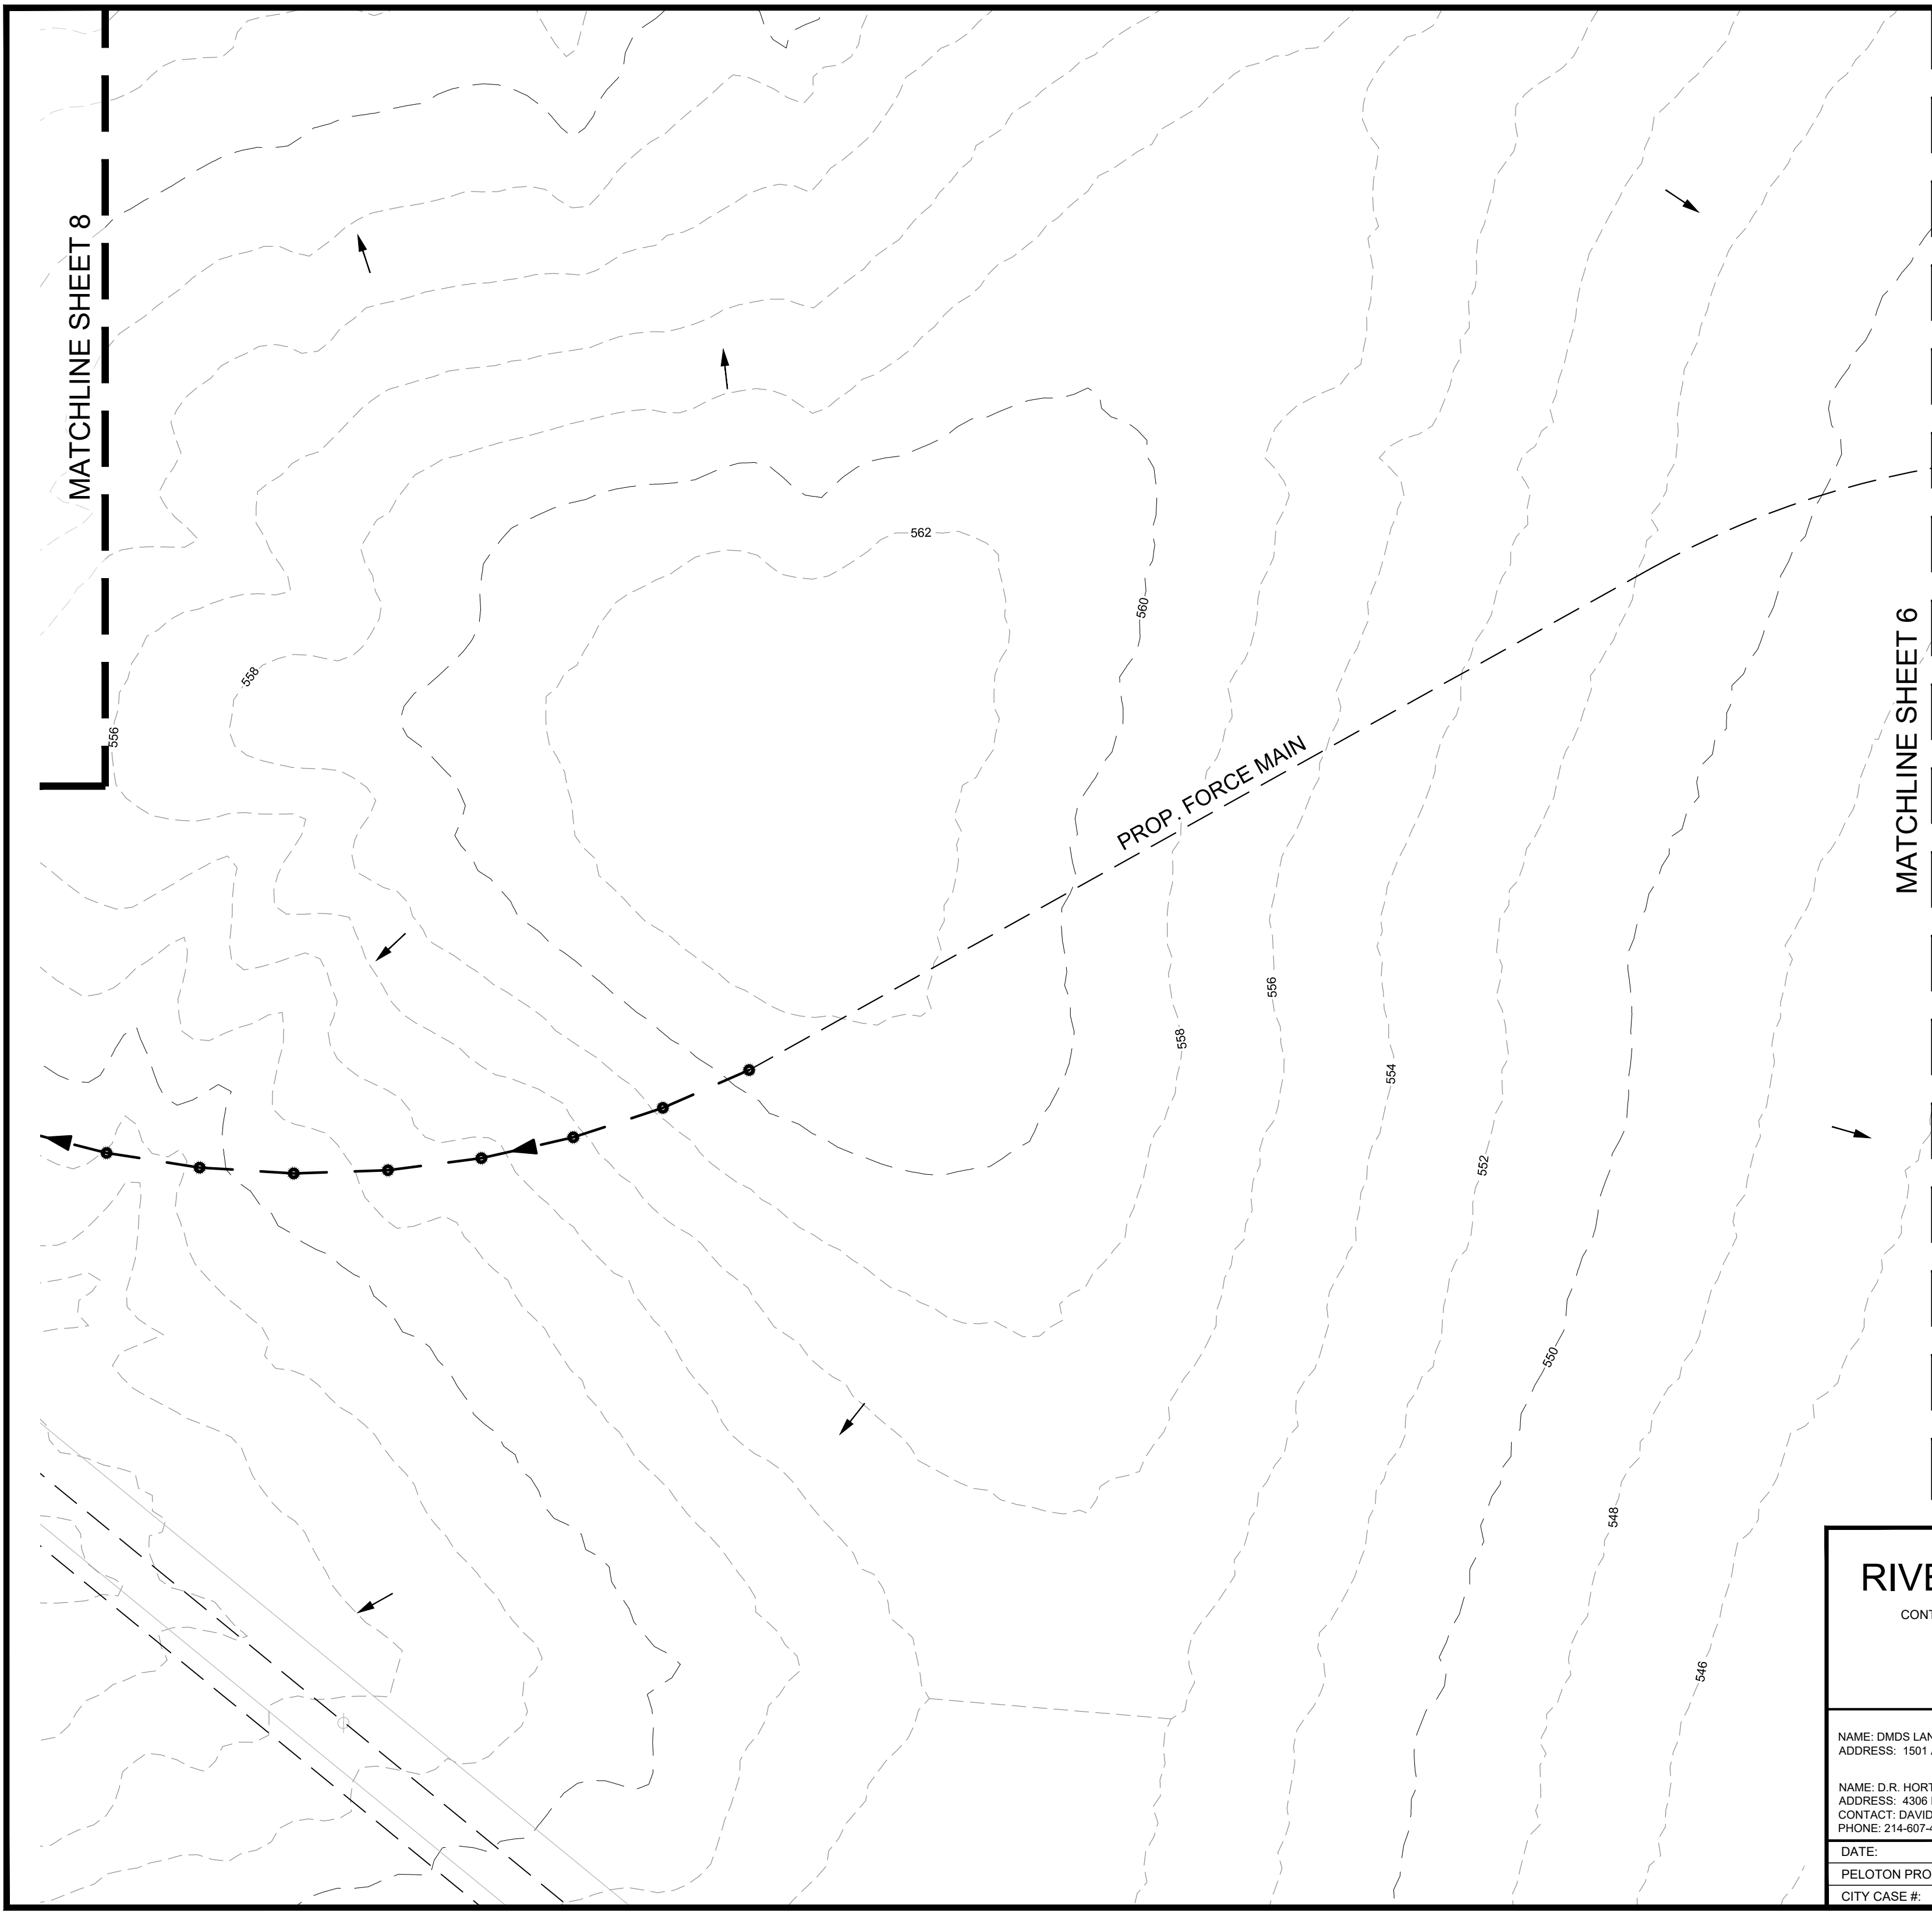 MATCHLINE SHEET 8
562
560
558
556
PROP. FORCE MAIN
MATCHLINE SHEET 6
556
558
554
552
550
548
546
RIVE
CONT
NAME: DMDS LAN
ADDRESS: 1501
NAME: D.R. HORT
ADDRESS: 4306
CONTACT: DAVID
PHONE: 214-607-4
DATE:
PELOTON PRO
CITY CASE #: